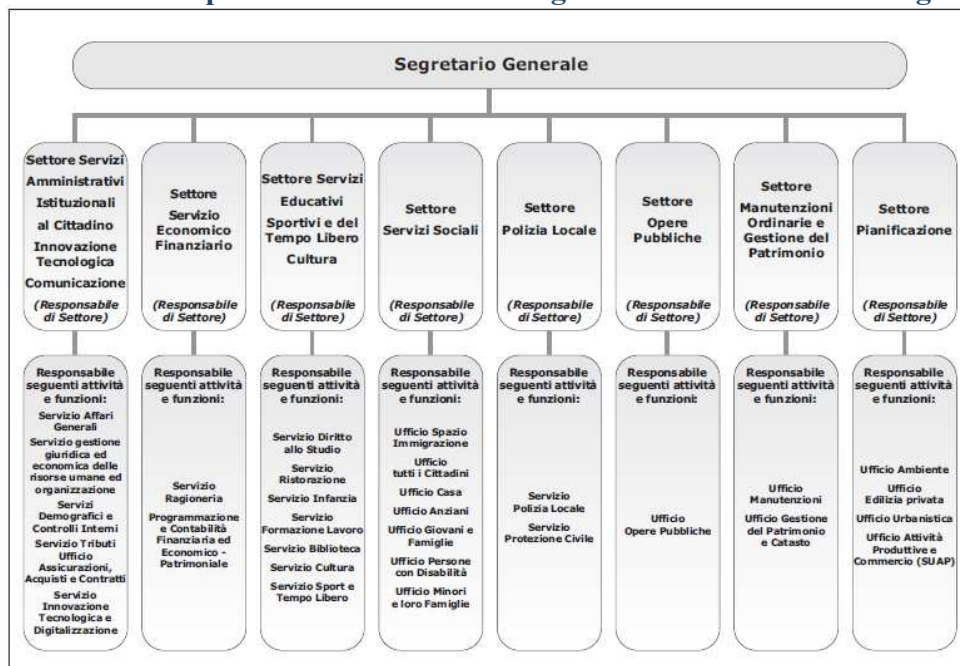 Segretario Generale
Settore Servizi
Amministrativi
Istituzionali
al Cittadino
Innovazione
Tecnologica
Comunicazione
(Responsabile
di Settore)
Settore
Servizio
Economico
Finanziario
(Responsabile
di Settore)
Settore Servizi
Educativi
Sportivi e del
Tempo Libero
Cultura
(Responsabile
di Settore)
Settore
Servizi Sociali
(Responsabile
di Settore)
Settore
Polizia Locale
(Responsabile
di Settore)
Settore
Opere
Pubbliche
(Responsabile
di Settore)
Settore
Manutenzioni
Ordinarie e
Gestione del
Patrimonio
(Responsabile
di Settore)
Settore
Pianificazione
(Responsabile
di Settore)
Responsabile
seguenti attività
e funzioni:
Servizio Affari
Generali
Servizio gestione
giuridica ed
economica delle
risorse umane ed
organizzazione
Servizi
Demografici e
Controlli Interni
Servizio Tributi
Ufficio
Assicurazioni,
Acquisti e Contratti
Servizio
Innovazione
Tecnologica e
Digitalizzazione
Responsabile
seguenti attività
e funzioni:
Servizio
Ragioneria
Programmazione
e Contabilità
Finanziaria ed
Economico -
Patrimoniale
Responsabile
seguenti attività
e funzioni:
Servizio Diritto
allo Studio
Servizio
Ristorazione
Servizio Infanzia
Servizio
Formazione Lavoro
Servizio Biblioteca
Servizio Cultura
Servizio Sport e
Tempo Libero
Responsabile
seguenti attività
e funzioni:
Ufficio Spazio
Immigrazione
Ufficio
tutti i Cittadini
Ufficio Casa
Ufficio Anziani
Ufficio Giovani e
Famiglie
Ufficio Persone
con Disabilità
Ufficio Minori
e loro Famiglie
Responsabile
seguenti attività
e funzioni:
Servizio
Polizia Locale
Servizio
Protezione Civile
Responsabile
seguenti attività
e funzioni:
Ufficio
Opere Pubbliche
Responsabile
seguenti attività
e funzioni:
Ufficio
Manutenzioni
Ufficio Gestione
del Patrimonio
e Catasto
Responsabile
seguenti attività
e funzioni:
Ufficio Ambiente
Ufficio
Edilizia privata
Ufficio Urbanistica
Ufficio Attività
Produttive e
Commercio (SUAP)